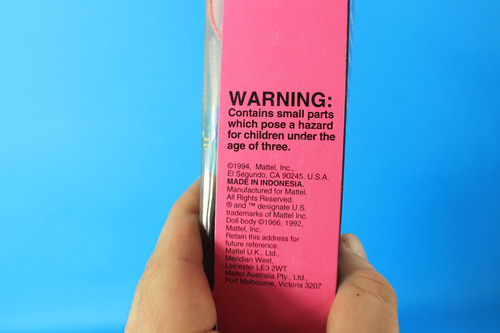 WARNING:
Contains small parts
which pose a hazard
for children under the
age of three.
©1994, Mattel, Inc.,
El Segundo, CA 90245. U.S.A.
MADE IN INDONESIA.
Manufactured for Mattel.
All Rights Reserved.
® and ™ designate U.S.
trademarks of Mattel Inc.
Doll body ©1966, 1992,
Mattel, Inc.
Retain this address for
future reference.
Mattel U.K., Ltd.,
Meridian West,
Leicester LE3 2WT
Mattel Australia Pty., Ltd.,
Port Melbourne, Victoria 3207